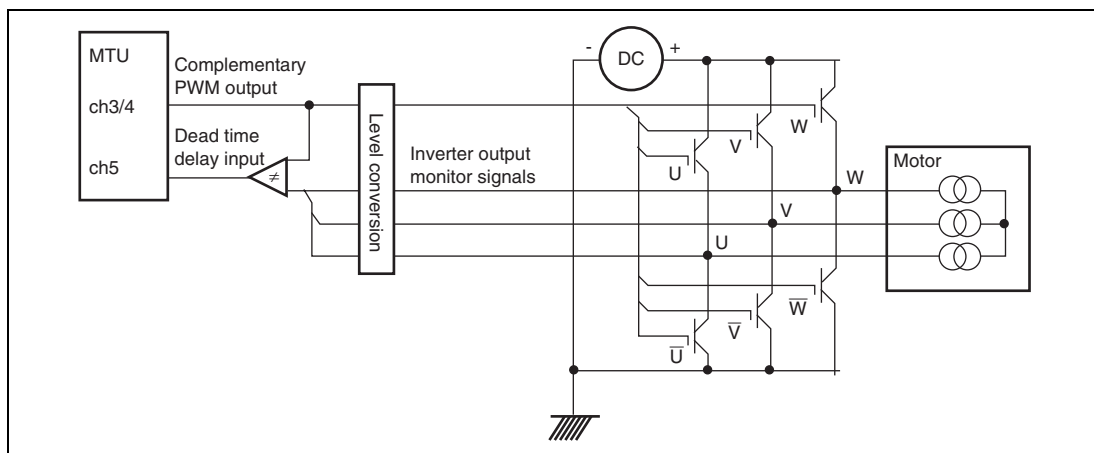 MTU
ch3/4
ch5
Complementary
PWM output
Dead time
delay input
≠
Level conversion
Inverter output
monitor signals
- DC +
W
V
U
W
V
U
W̅
V̅
U̅
Motor